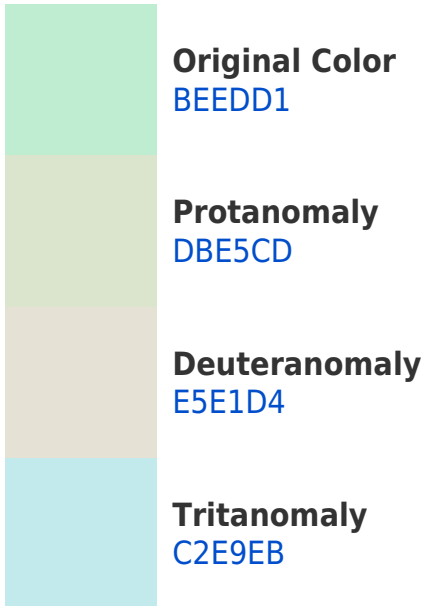 Original Color
BEEDD1
Protanomaly
DBE5CD
Deuteranomaly
E5E1D4
Tritanomaly
C2E9EB